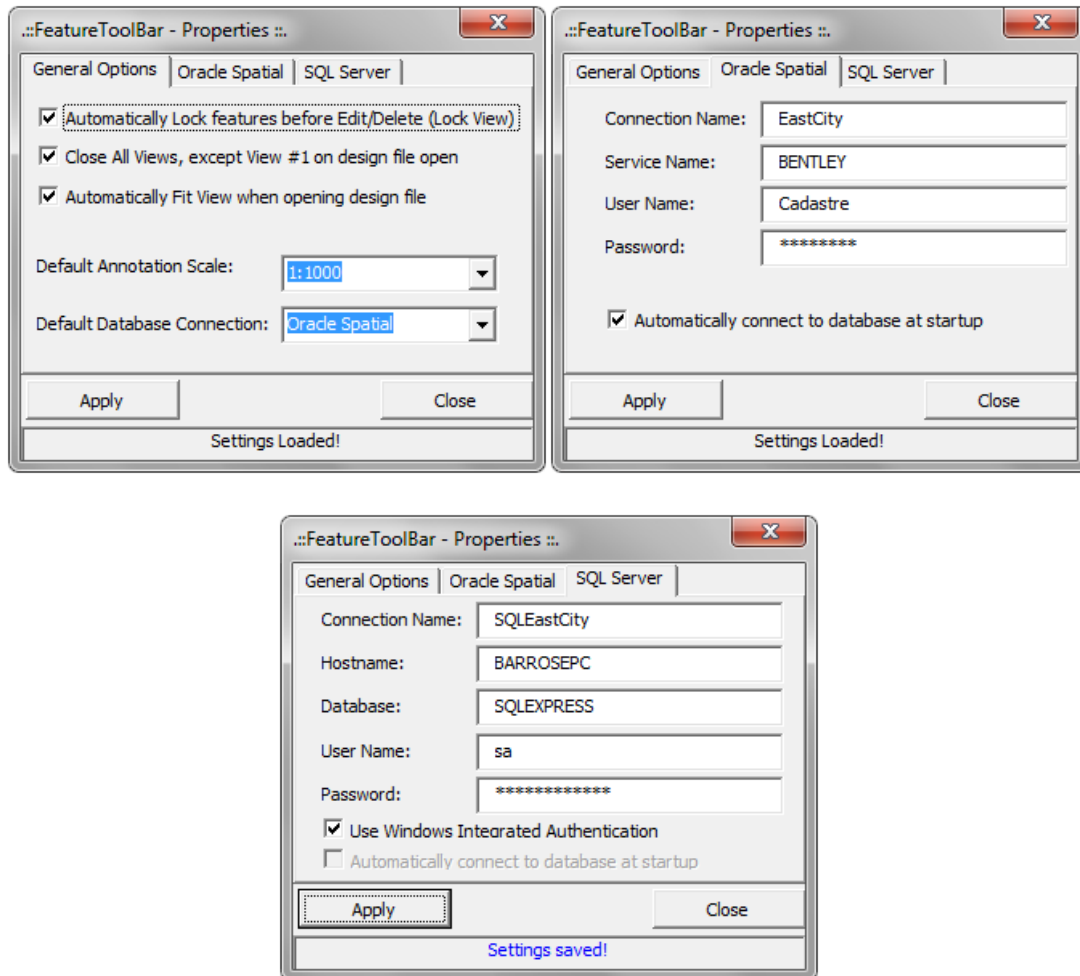 .::FeatureToolBar - Properties ::.
General Options Oracle Spatial SQL Server
Automatically Lock features before Edit/Delete (Lock View)
Close All Views, except View #1 on design file open
Automatically Fit View when opening design file
Default Annotation Scale: 1:1000
Default Database Connection: Oracle Spatial
Apply Close
Settings Loaded!
.::FeatureToolBar - Properties ::.
General Options Oracle Spatial SQL Server
Connection Name: EastCity
Service Name: BENTLEY
User Name: Cadastre
Password: ********
Automatically connect to database at startup
Apply Close
Settings Loaded!
.::FeatureToolBar - Properties ::.
General Options Oracle Spatial SQL Server
Connection Name: SQLEastCity
Hostname: BARROSEPC
Database: SQLEXPRESS
User Name: sa
Password: ************
Use Windows Integrated Authentication
Automatically connect to database at startup
Apply Close
Settings saved!